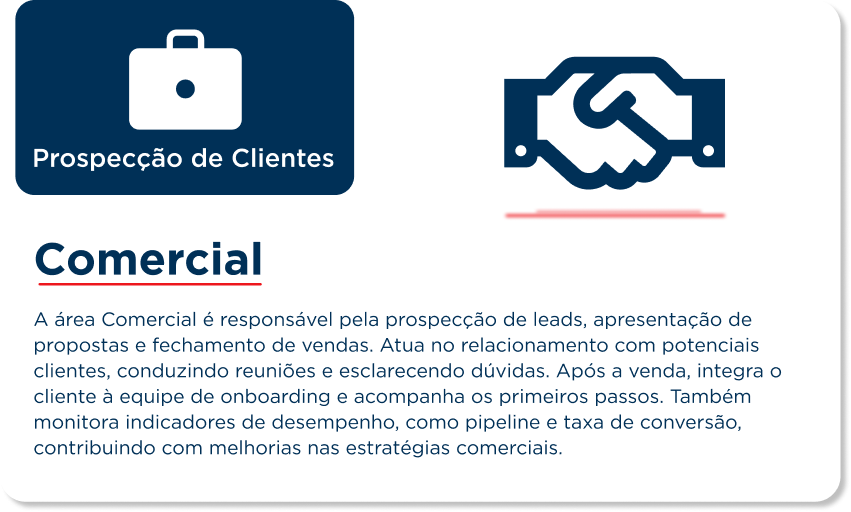 Prospecção de Clientes
Comercial
A área Comercial é responsável pela prospecção de leads, apresentação de
propostas e fechamento de vendas. Atua no relacionamento com potenciais
clientes, conduzindo reuniões e esclarecendo dúvidas. Após a venda, integra o
cliente à equipe de onboarding e acompanha os primeiros passos. Também
monitora indicadores de desempenho, como pipeline e taxa de conversão,
contribuindo com melhorias nas estratégias comerciais.